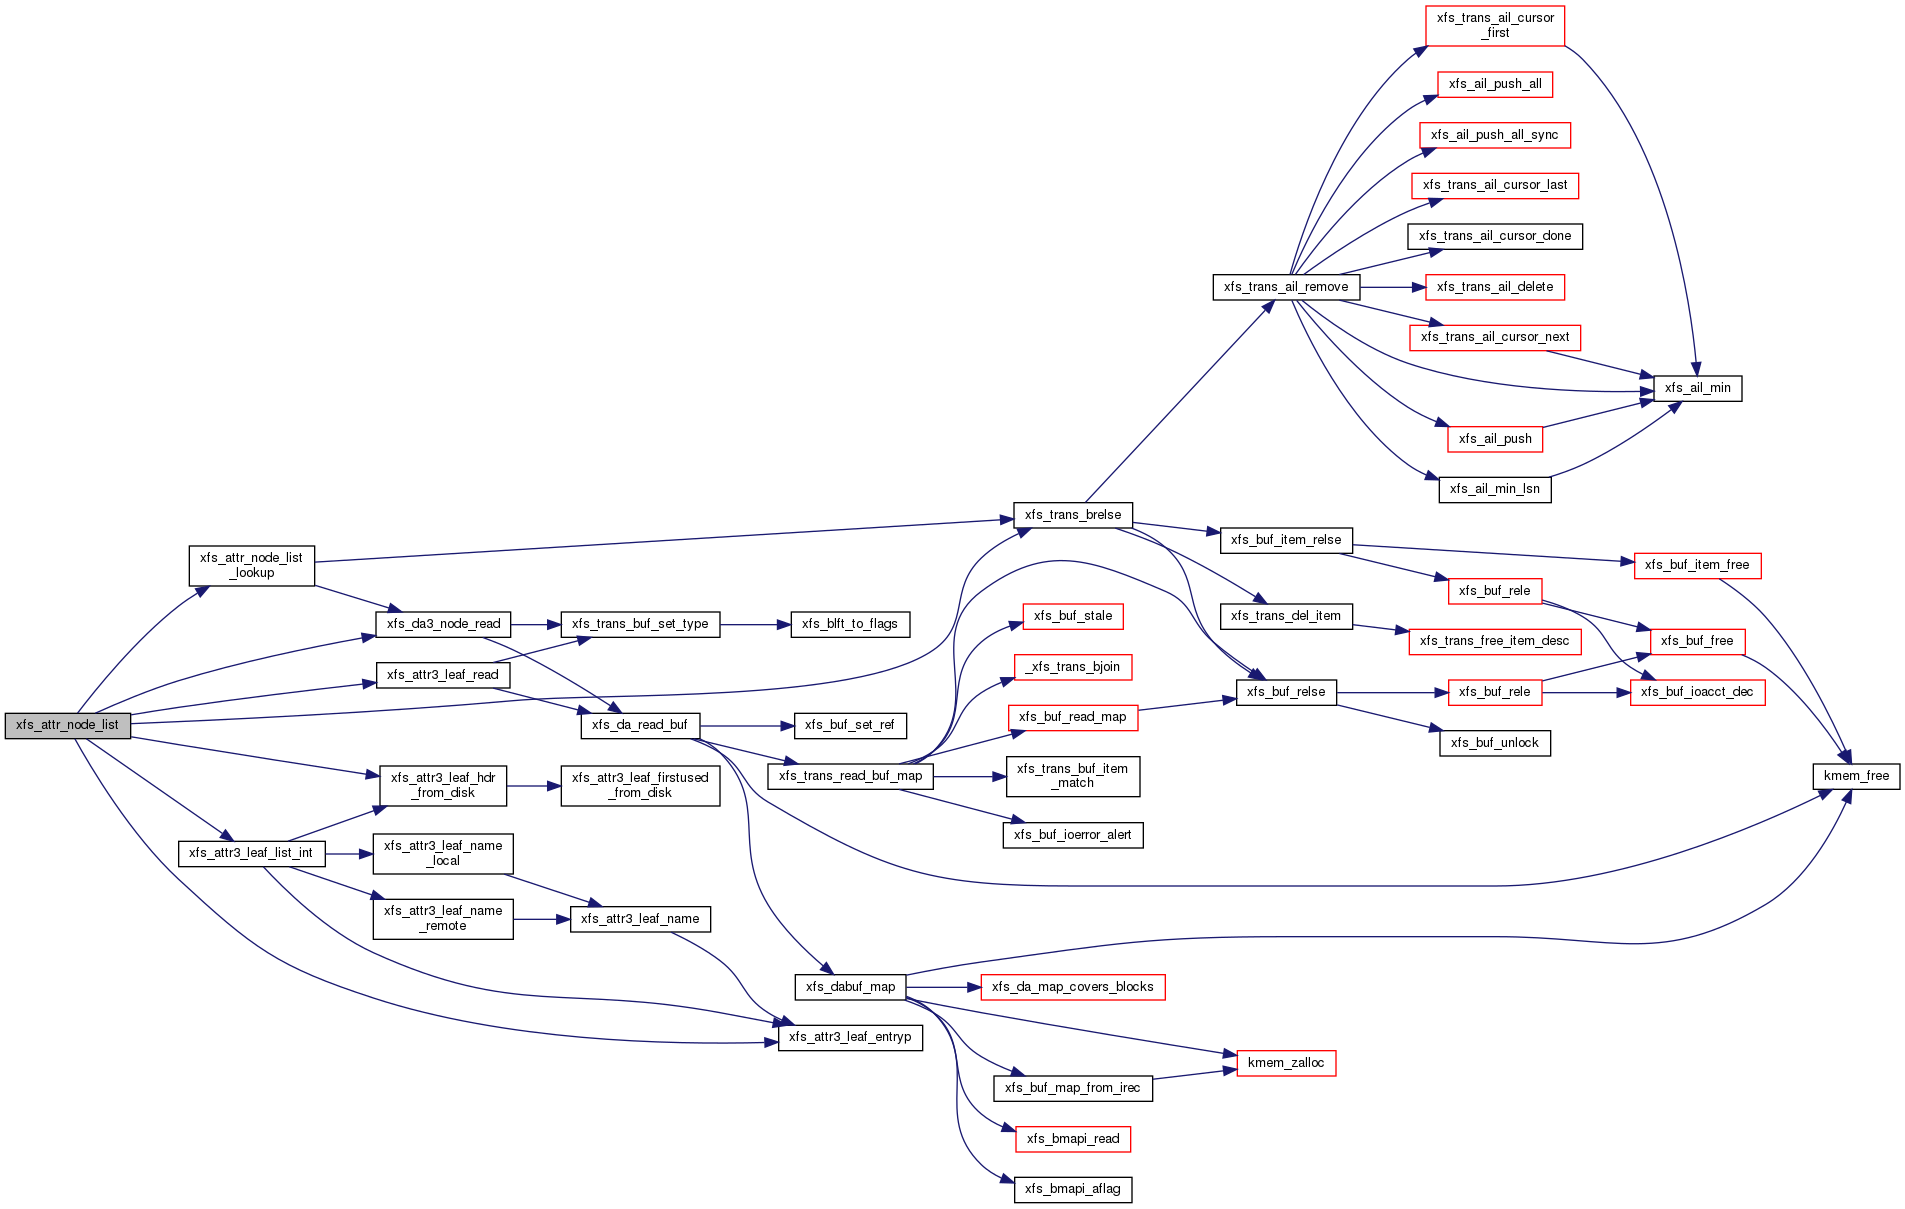 xfs_trans_ail_cursor
_first
xfs_ail_push_all
xfs_ail_push_all_sync
xfs_trans_ail_cursor_last
xfs_trans_ail_cursor_done
xfs_trans_ail_remove
xfs_trans_ail_delete
xfs_trans_ail_cursor_next
xfs_ail_min
xfs_ail_push
xfs_ail_min_lsn
xfs_trans_brelse
xfs_buf_item_relse
xfs_attr_node_list
_lookup
xfs_buf_item_free
xfs_buf_rele
xfs_da3_node_read
xfs_trans_buf_set_type
xfs_blft_to_flags
xfs_buf_stale
xfs_trans_del_item
xfs_trans_free_item_desc
xfs_buf_free
xfs_attr3_leaf_read
_xfs_trans_bjoin
xfs_buf_relse
xfs_buf_rele
xfs_buf_ioacct_dec
xfs_attr_node_list
xfs_da_read_buf
xfs_buf_set_ref
xfs_buf_read_map
xfs_buf_unlock
xfs_attr3_leaf_hdr
_from_disk
xfs_attr3_leaf_firstused
_from_disk
xfs_trans_read_buf_map
xfs_trans_buf_item
_match
kmem_free
xfs_buf_ioerror_alert
xfs_attr3_leaf_list_int
xfs_attr3_leaf_name
_local
xfs_attr3_leaf_name
_remote
xfs_attr3_leaf_name
xfs_dabuf_map
xfs_da_map_covers_blocks
xfs_attr3_leaf_entryp
kmem_zalloc
xfs_buf_map_from_irec
xfs_bmapi_read
xfs_bmapi_aflag